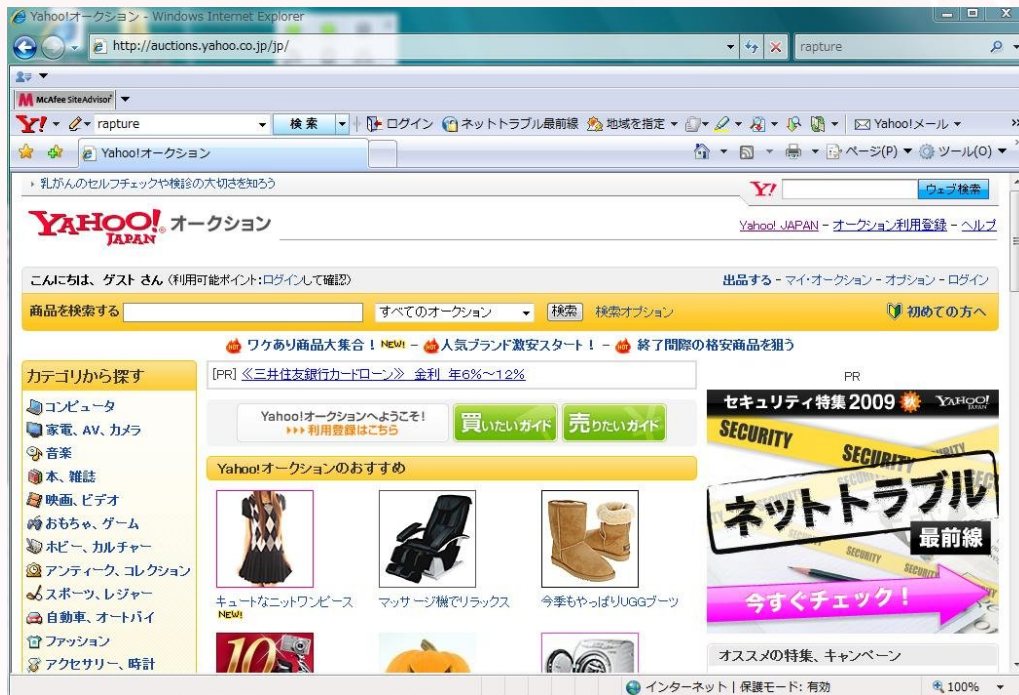 Yahoo!オークション - Windows Internet Explorer
http://auctions.yahoo.co.jp/jp/
rapture
McAfee SiteAdvisor
Y! rapture 検索 ログイン ネットトラブル最前線 地域を指定 Yahoo!メール
Yahoo!オークション ページ(P) ツール(O)
乳がんのセルフチェックや検診の大切さを知ろう
Y! ウェブ検索
YAHOO! JAPAN オークション
Yahoo! JAPAN - オークション利用登録 - ヘルプ
こんにちは、ゲスト さん (利用可能ポイント:ログインして確認)
出品する - マイ・オークション - オプション - ログイン
商品を検索する すべてのオークション 検索 検索オプション
初めての方へ
HOT ワケあり商品大集合! NEW! - HOT 人気ブランド激安スタート! - HOT 終了間際の格安商品を狙う
カテゴリから探す
コンピュータ
家電、AV、カメラ
音楽
本、雑誌
映画、ビデオ
おもちゃ、ゲーム
ホビー、カルチャー
アンティーク、コレクション
スポーツ、レジャー
自動車、オートバイ
ファッション
アクセサリー、時計
[PR] ≪三井住友銀行カードローン≫ 金利 年6%～12%
Yahoo!オークションへようこそ!
利用登録はこちら
買いたいガイド
売りたいガイド
Yahoo!オークションのおすすめ
キュートなニットワンピース
NEW!
マッサージ機でリラックス
今季もやっぱりUGGブーツ
10
PR
セキュリティ特集2009 秋 YAHOO! JAPAN
SECURITY
SECURITY
ネットトラブル
最前線
SECURITY
SECURITY
今すぐチェック!
オススメの特集、キャンペーン
インターネット | 保護モード: 有効
100%